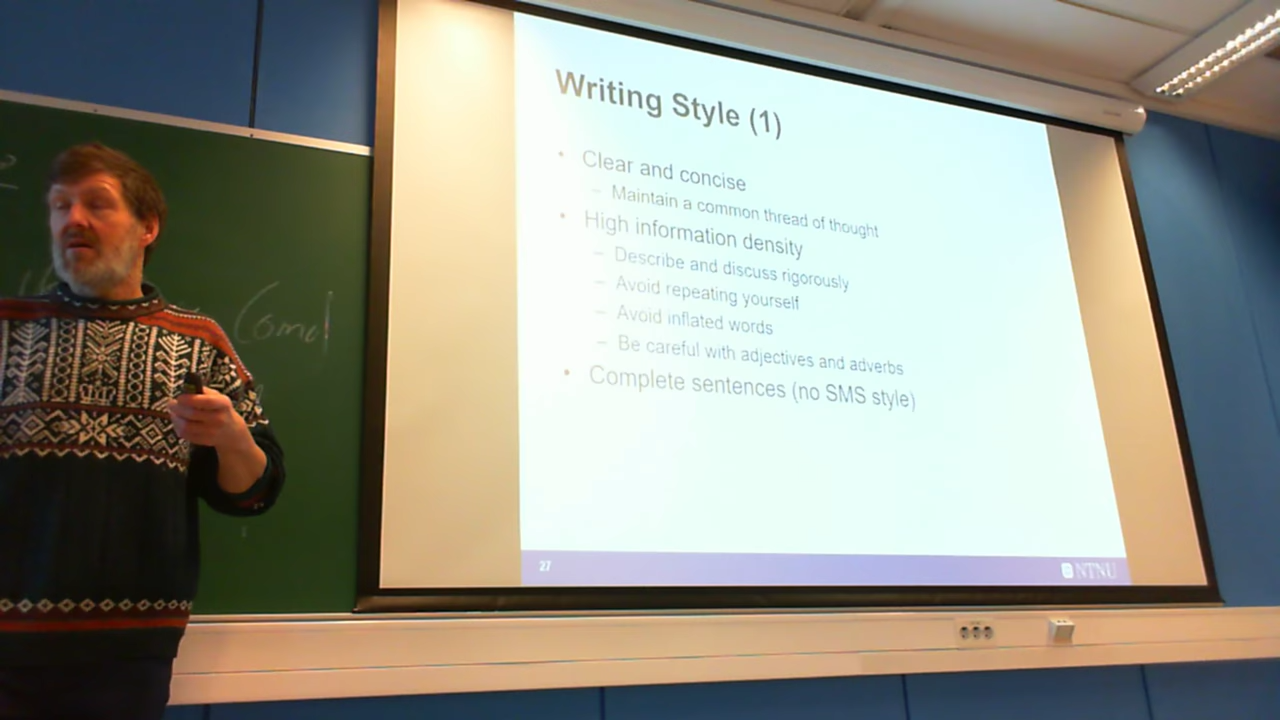 Writing Style (1)
• Clear and concise
– Maintain a common thread of thought
• High information density
– Describe and discuss rigorously
– Avoid repeating yourself
– Avoid inflated words
– Be careful with adjectives and adverbs
• Complete sentences (no SMS style)
27
NTNU